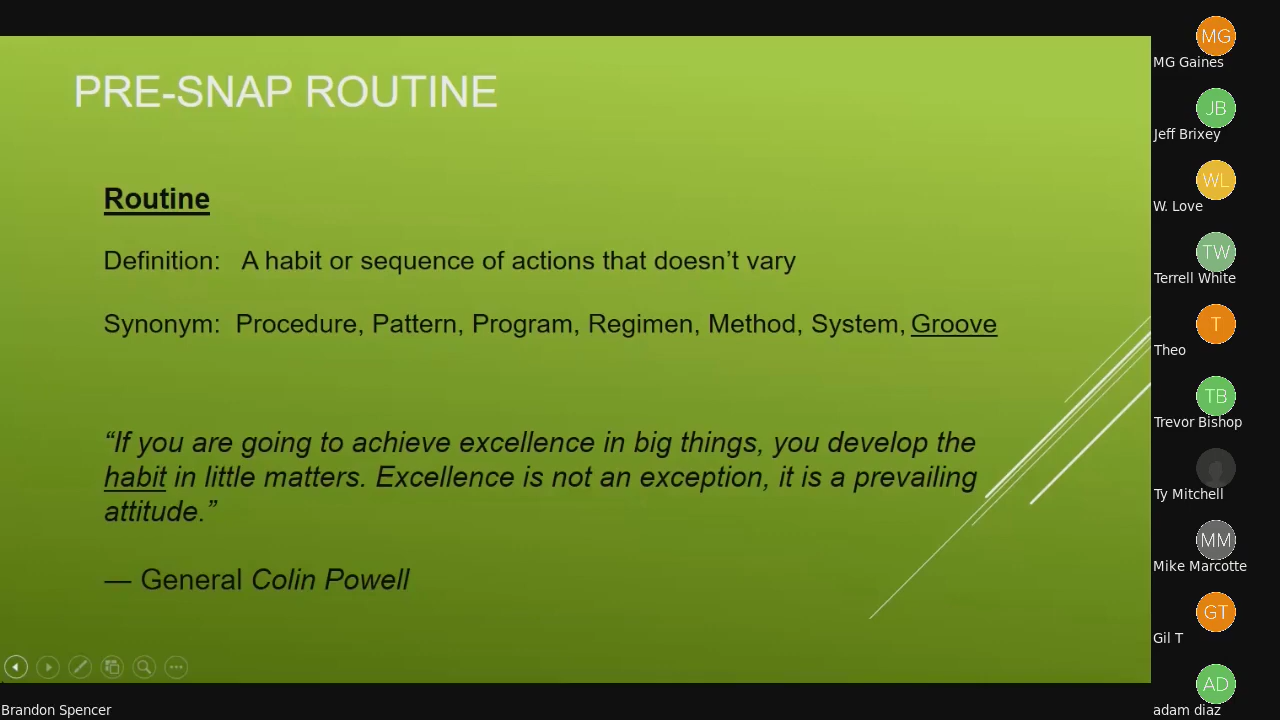 PRE-SNAP ROUTINE
Routine
Definition:   A habit or sequence of actions that doesn’t vary
Synonym:  Procedure, Pattern, Program, Regimen, Method, System, Groove
“If you are going to achieve excellence in big things, you develop the
habit in little matters. Excellence is not an exception, it is a prevailing
attitude.”
— General Colin Powell
Brandon Spencer
MG
MG Gaines
JB
Jeff Brixey
WL
W. Love
TW
Terrell White
T
Theo
TB
Trevor Bishop
Ty Mitchell
MM
Mike Marcotte
GT
Gil T
AD
adam diaz